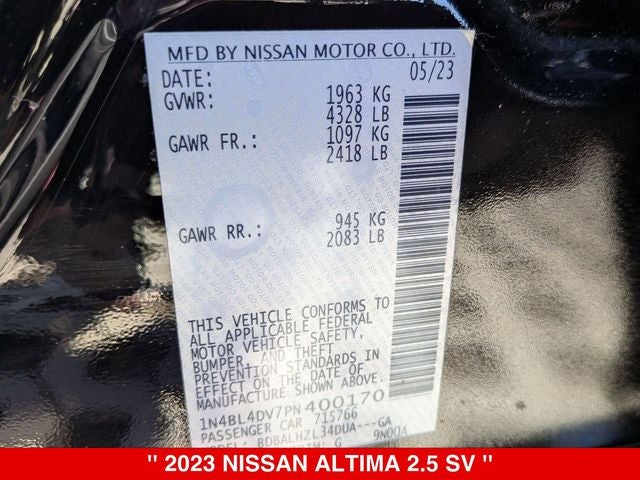 MFD BY NISSAN MOTOR CO., LTD.
DATE: 05/23
GVWR: 1963 KG
4328 LB
GAWR FR.: 1097 KG
2418 LB
GAWR RR.: 945 KG
2083 LB
THIS VEHICLE CONFORMS TO
ALL APPLICABLE FEDERAL
MOTOR VEHICLE SAFETY,
BUMPER, AND THEFT
PREVENTION STANDARDS IN
EFFECT ON THE DATE OF
MANUFACTURE SHOWN ABOVE.
1N4BL4DV7PN400170
PASSENGER CAR 715766
BDBALHZL34DUA---GA
G 9N00A
" 2023 NISSAN ALTIMA 2.5 SV "